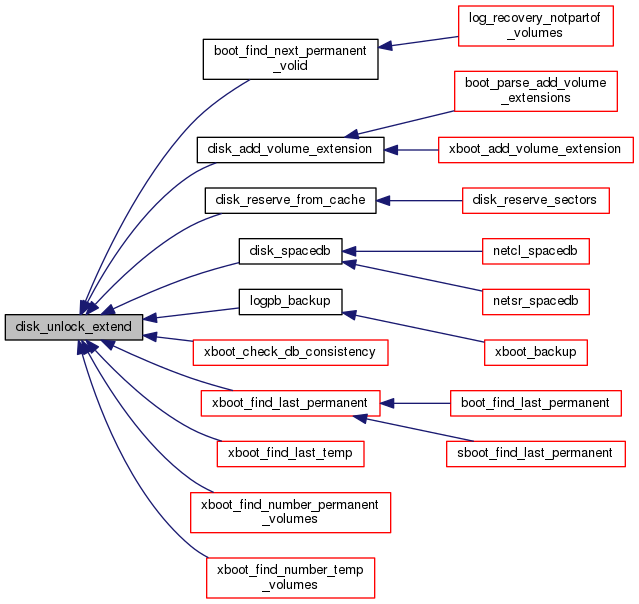 log_recovery_notpartof
_volumes
boot_find_next_permanent
_volid
boot_parse_add_volume
_extensions
disk_add_volume_extension
xboot_add_volume_extension
disk_reserve_from_cache
disk_reserve_sectors
disk_spacedb
netcl_spacedb
netsr_spacedb
logpb_backup
disk_unlock_extend
xboot_check_db_consistency
xboot_backup
xboot_find_last_permanent
boot_find_last_permanent
xboot_find_last_temp
sboot_find_last_permanent
xboot_find_number_permanent
_volumes
xboot_find_number_temp
_volumes